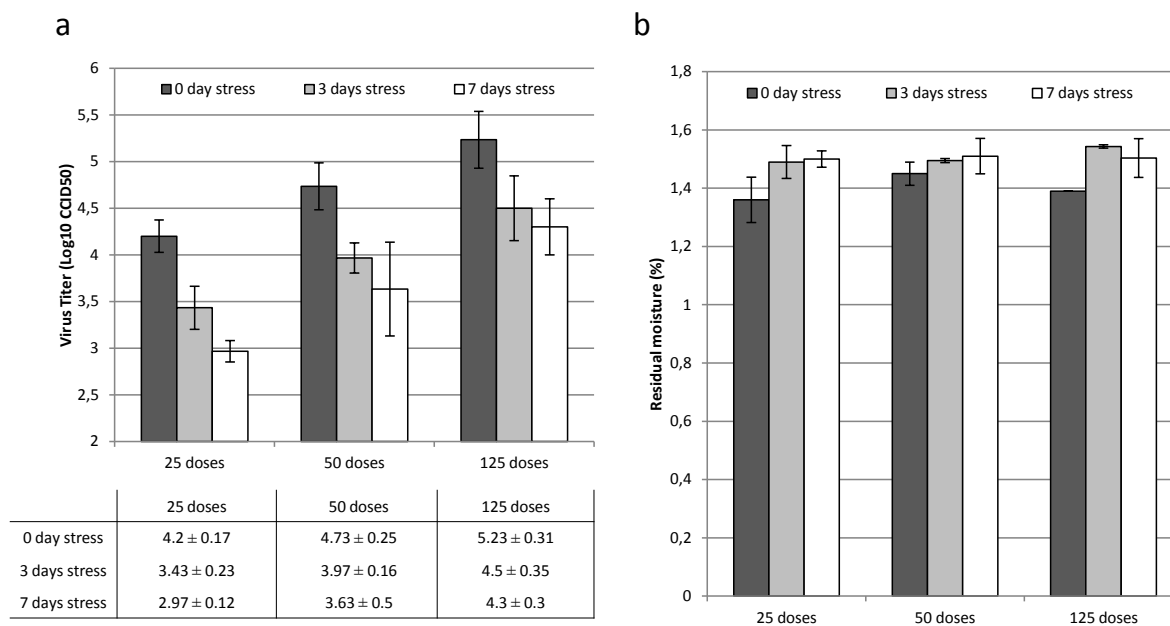 a
6
5,5
5
4,5
4
3,5
3
2,5
2
Virus Titer (Log10 CCID50)
0 day stress 3 days stress 7 days stress
25 doses 50 doses 125 doses
25 doses 50 doses 125 doses
0 day stress 4.2 ± 0.17 4.73 ± 0.25 5.23 ± 0.31
3 days stress 3.43 ± 0.23 3.97 ± 0.16 4.5 ± 0.35
7 days stress 2.97 ± 0.12 3.63 ± 0.5 4.3 ± 0.3
b
1,8
1,6
1,4
1,2
1
0,8
0,6
0,4
0,2
0
Residual moisture (%)
0 day stress 3 days stress 7 days stress
25 doses 50 doses 125 doses